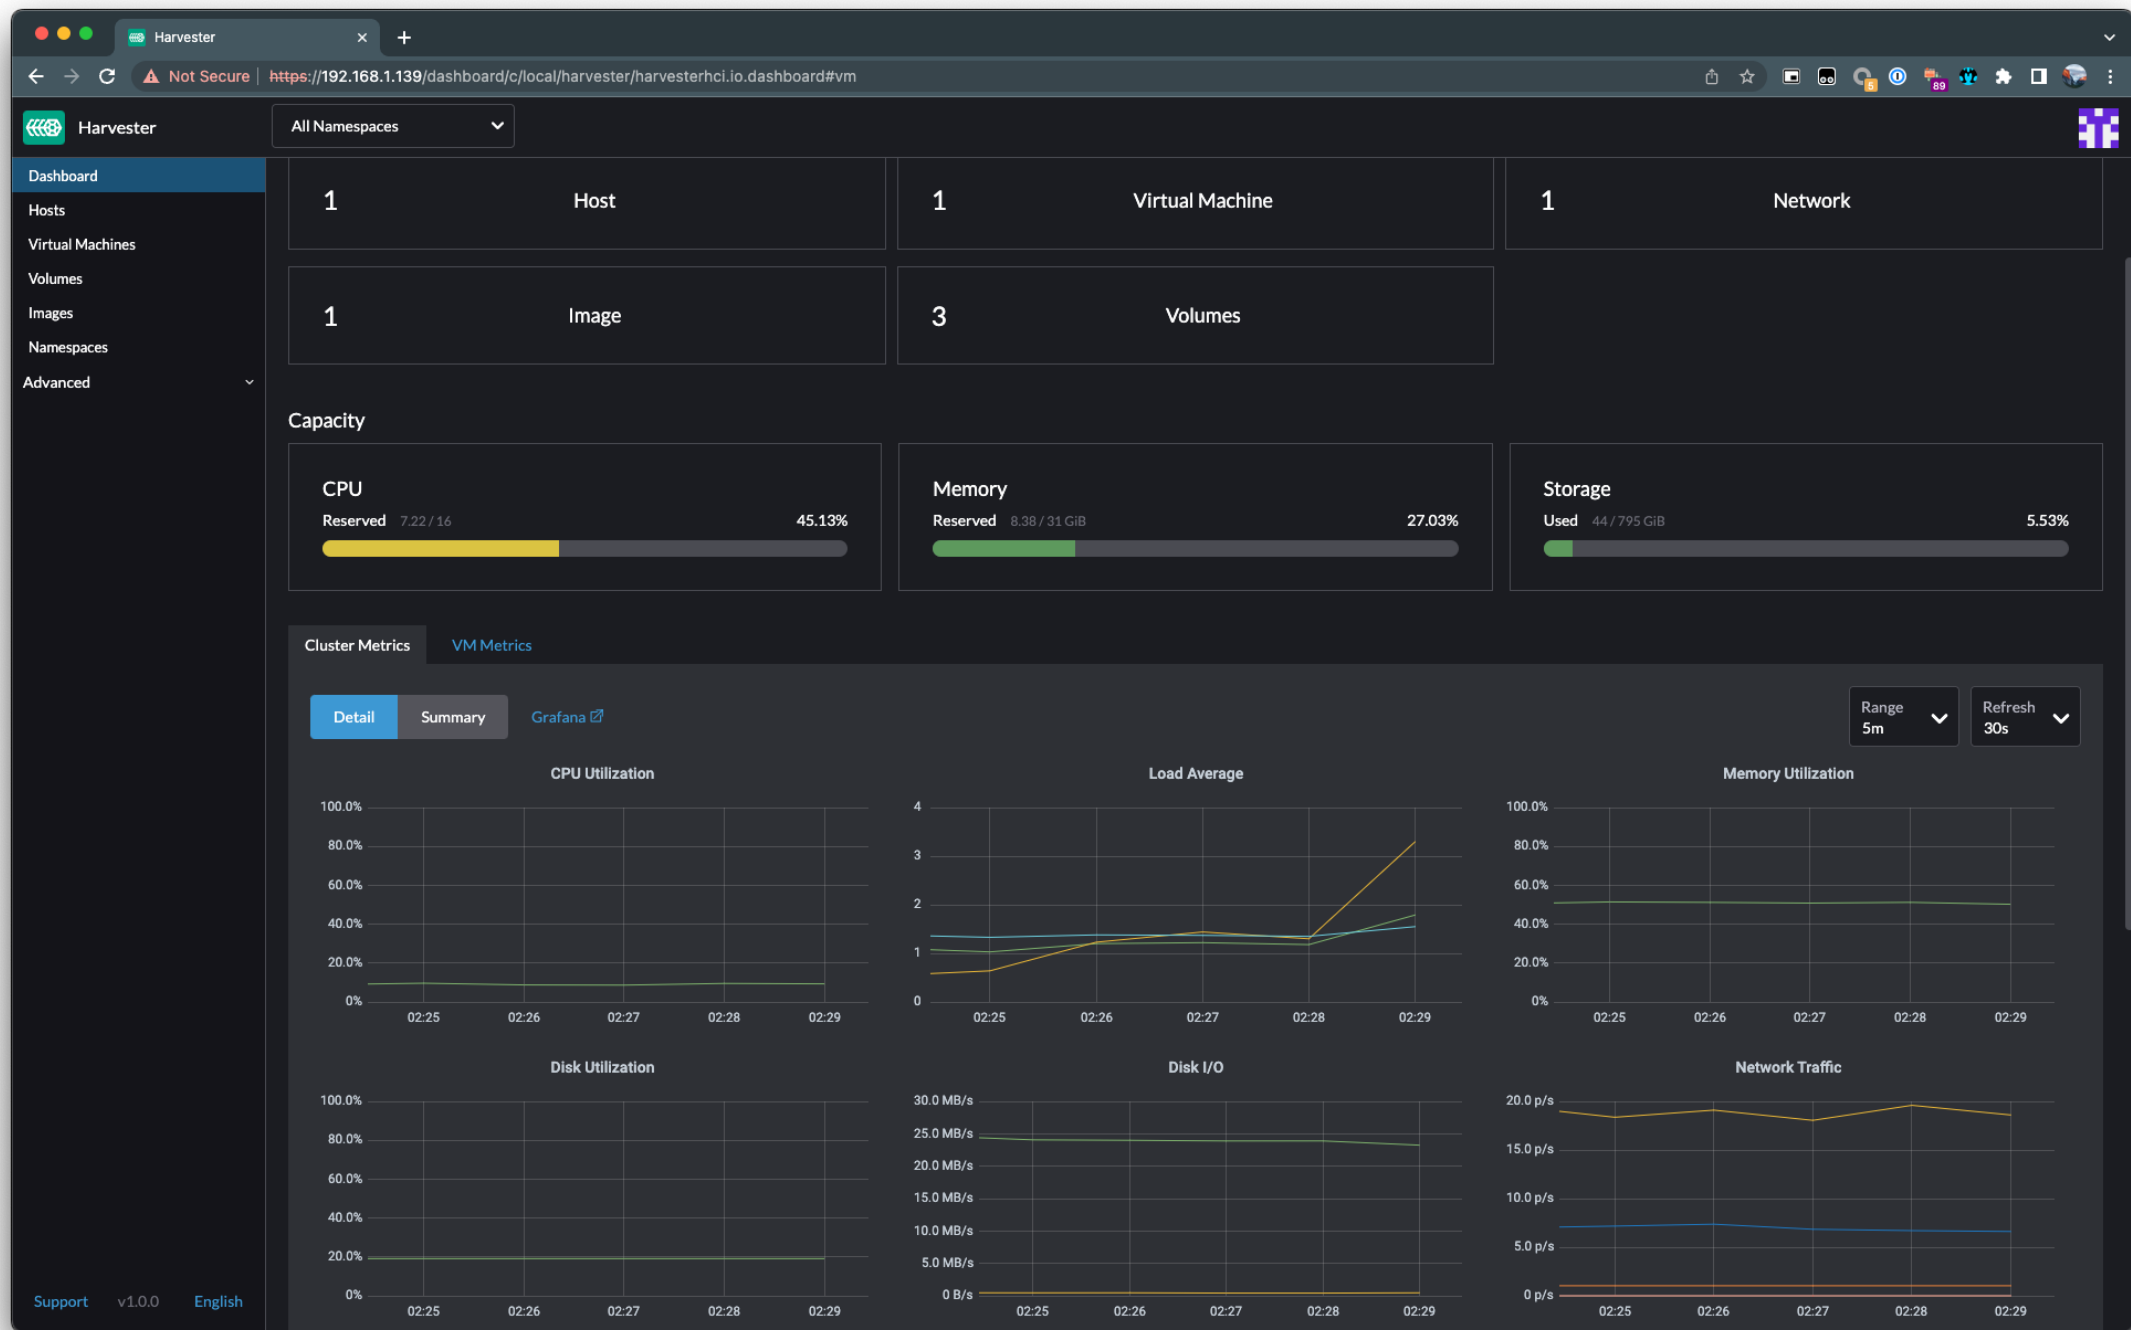 Harvester
Not Secure https://192.168.1.139/dashboard/c/local/harvester/harvesterhci.io.dashboard#vm
5
89
Harvester
All Namespaces
Dashboard
Hosts
Virtual Machines
Volumes
Images
Namespaces
Advanced
1 Host
1 Virtual Machine
1 Network
1 Image
3 Volumes
Capacity
CPU
Reserved 7.22 / 16 45.13%
Memory
Reserved 8.38 / 31 GiB 27.03%
Storage
Used 44 / 795 GiB 5.53%
Cluster Metrics VM Metrics
Detail Summary Grafana
Range
5m
Refresh
30s
CPU Utilization
100.0%
80.0%
60.0%
40.0%
20.0%
0%
02:25 02:26 02:27 02:28 02:29
Load Average
4
3
2
1
0
02:25 02:26 02:27 02:28 02:29
Memory Utilization
100.0%
80.0%
60.0%
40.0%
20.0%
0%
02:25 02:26 02:27 02:28 02:29
Disk Utilization
100.0%
80.0%
60.0%
40.0%
20.0%
0%
02:25 02:26 02:27 02:28 02:29
Disk I/O
30.0 MB/s
25.0 MB/s
20.0 MB/s
15.0 MB/s
10.0 MB/s
5.0 MB/s
0 B/s
02:25 02:26 02:27 02:28 02:29
Network Traffic
20.0 p/s
15.0 p/s
10.0 p/s
5.0 p/s
0 p/s
02:25 02:26 02:27 02:28 02:29
Support v1.0.0 English